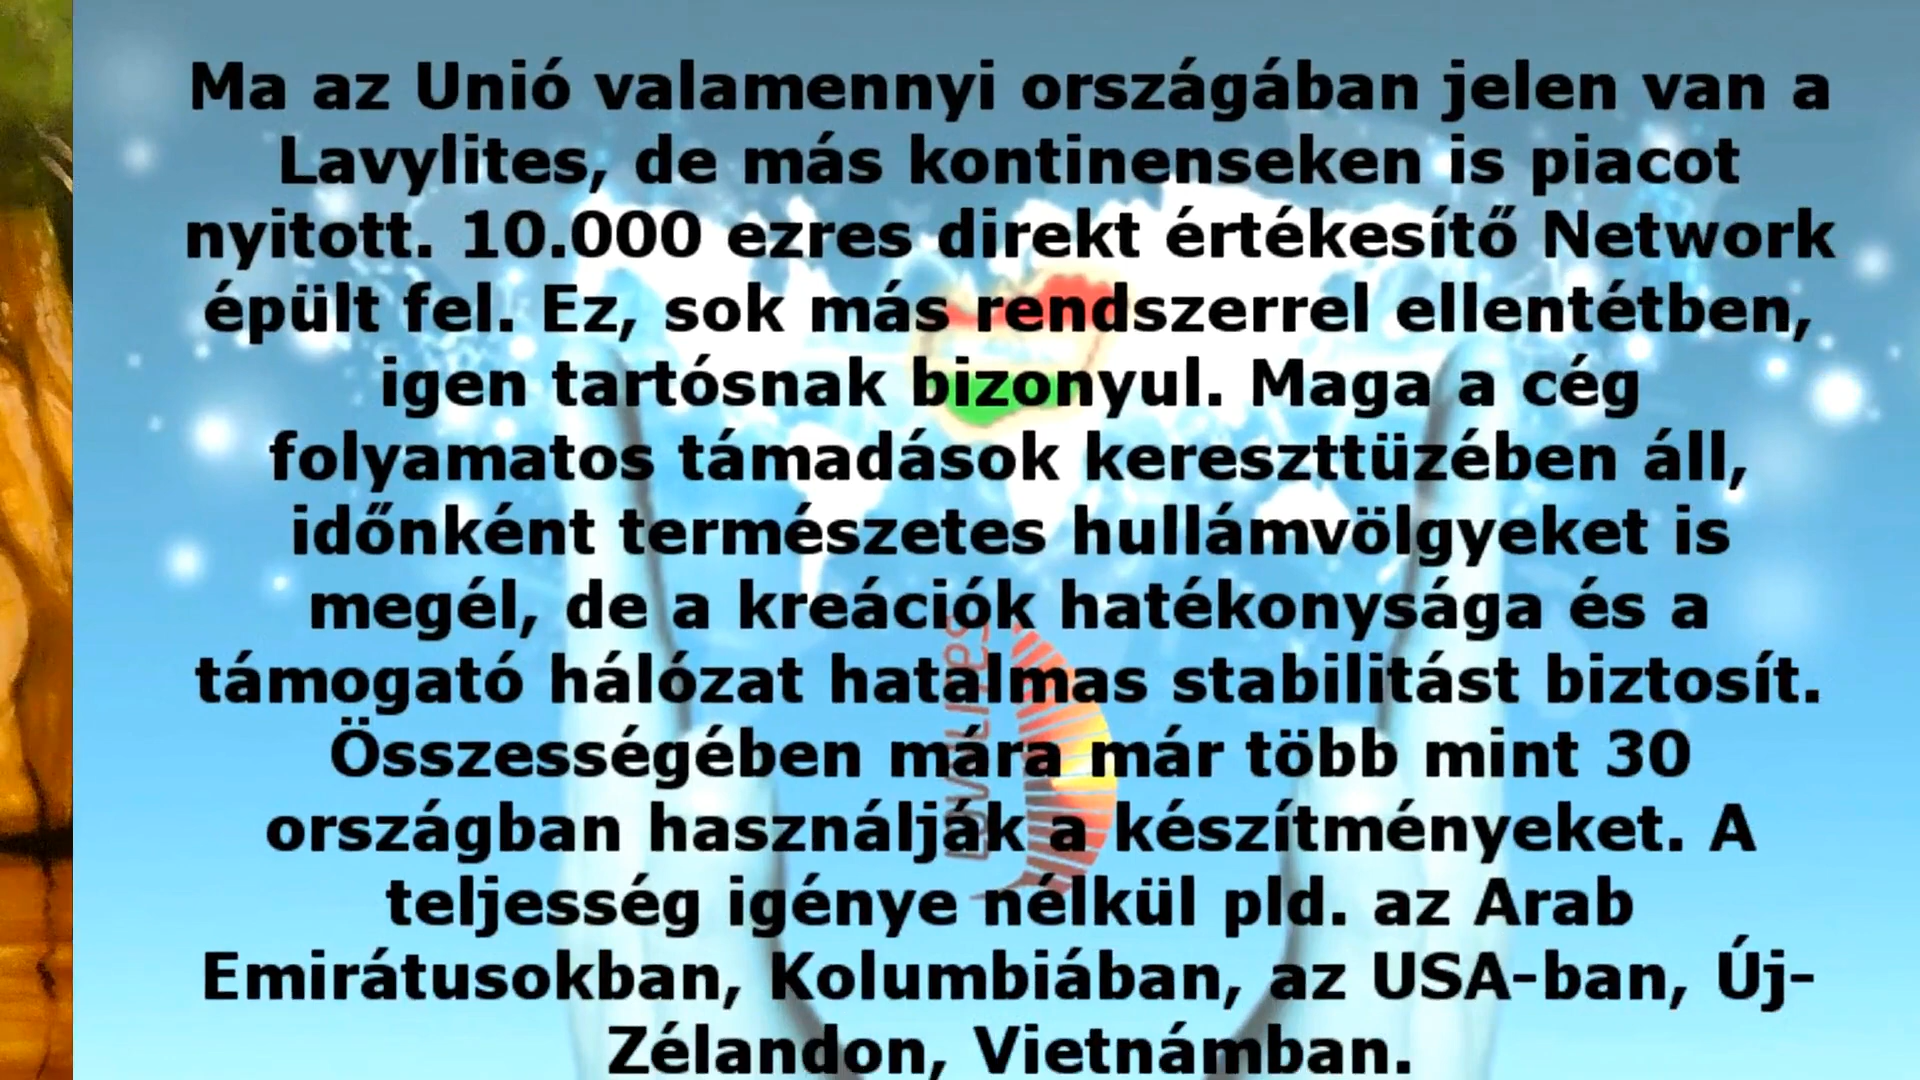 Ma az Unió valamennyi országában jelen van a
Lavylites, de más kontinenseken is piacot
nyitott. 10.000 ezres direkt értékesítő Network
épült fel. Ez, sok más rendszerrel ellentétben,
igen tartósnak bizonyul. Maga a cég
folyamatos támadások kereszttüzében áll,
időnként természetes hullámvölgyeket is
megél, de a kreációk hatékonysága és a
támogató hálózat hatalmas stabilitást biztosít.
Összességében mára már több mint 30
országban használják a készítményeket. A
teljesség igénye nélkül pld. az Arab
Emirátusokban, Kolumbiában, az USA-ban, Új-
Zélandon, Vietnámban.